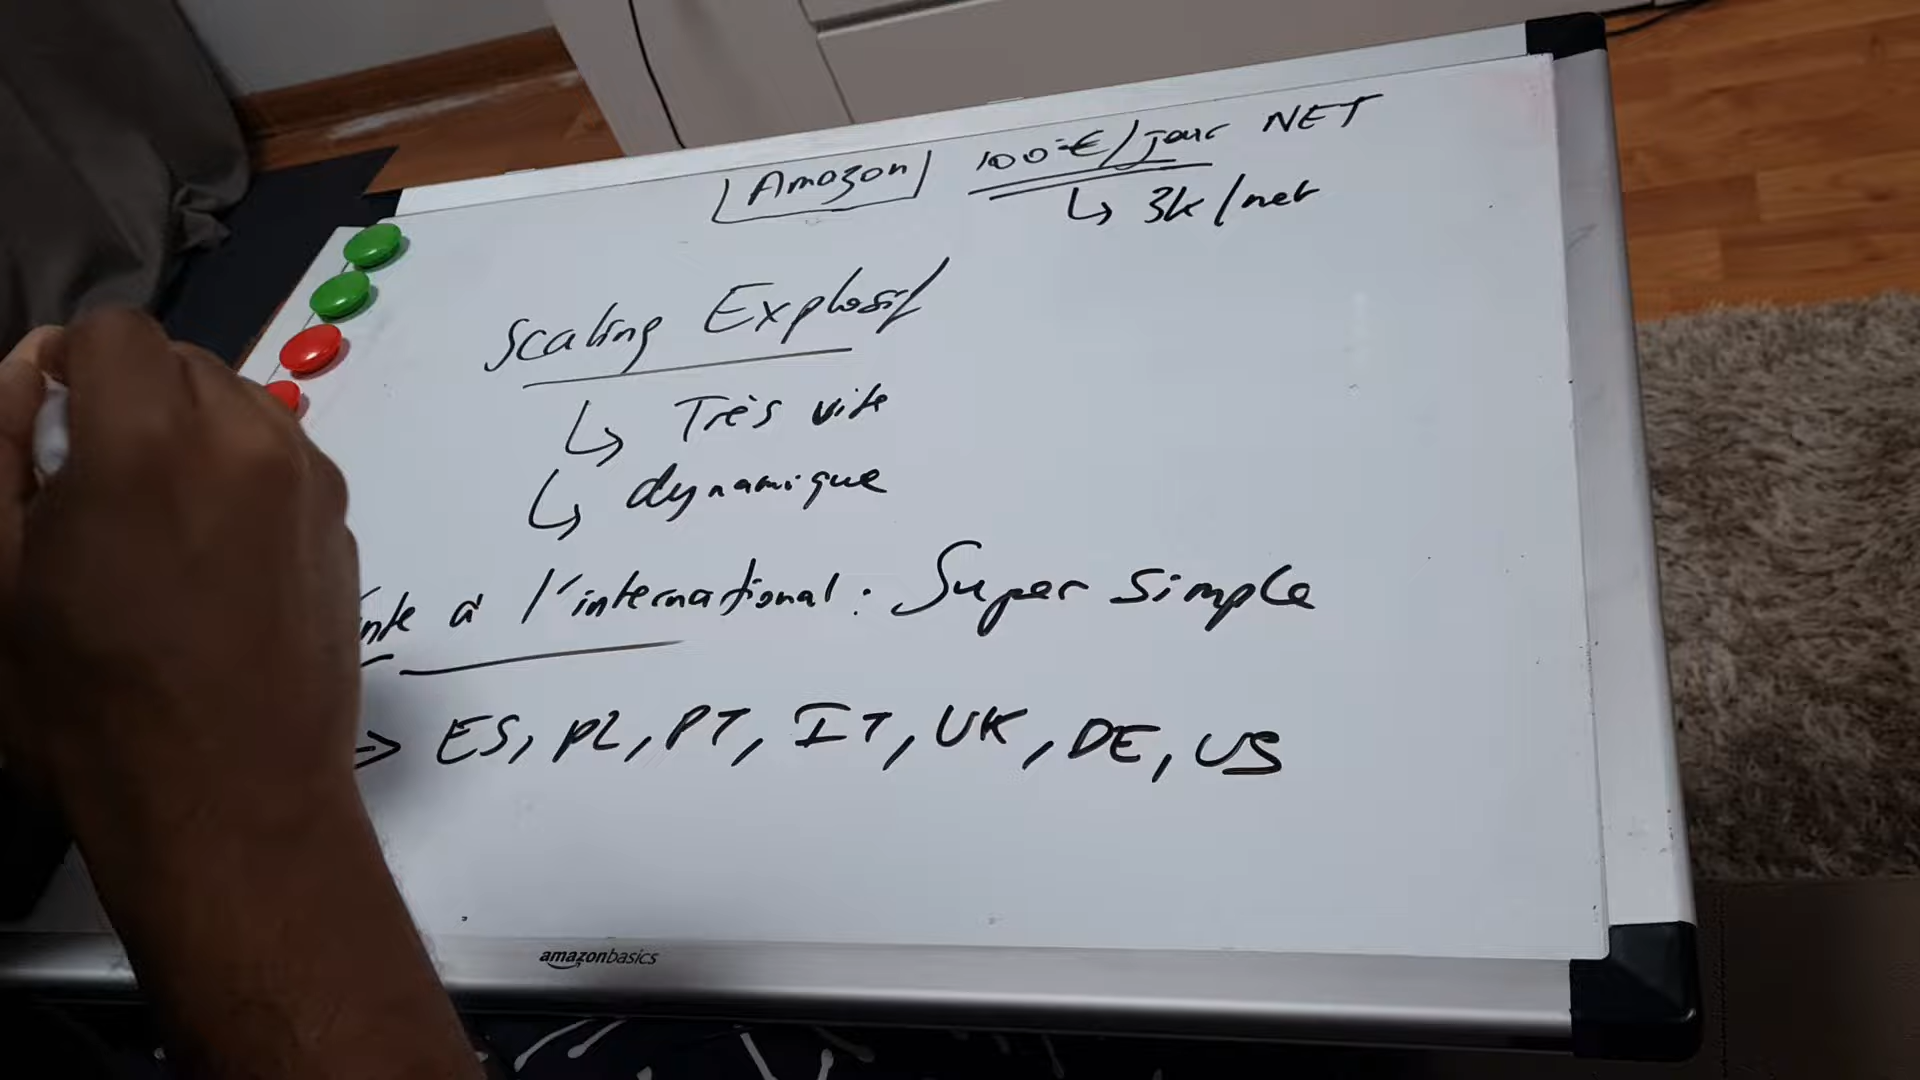 Amazon 100€/jour NET
↳ 3k/net
Scaling Explosif
↳ Très vite
↳ dynamique
à l'international : Super simple
⇒ ES, PL, PT, IT, UK, DE, US
amazonbasics